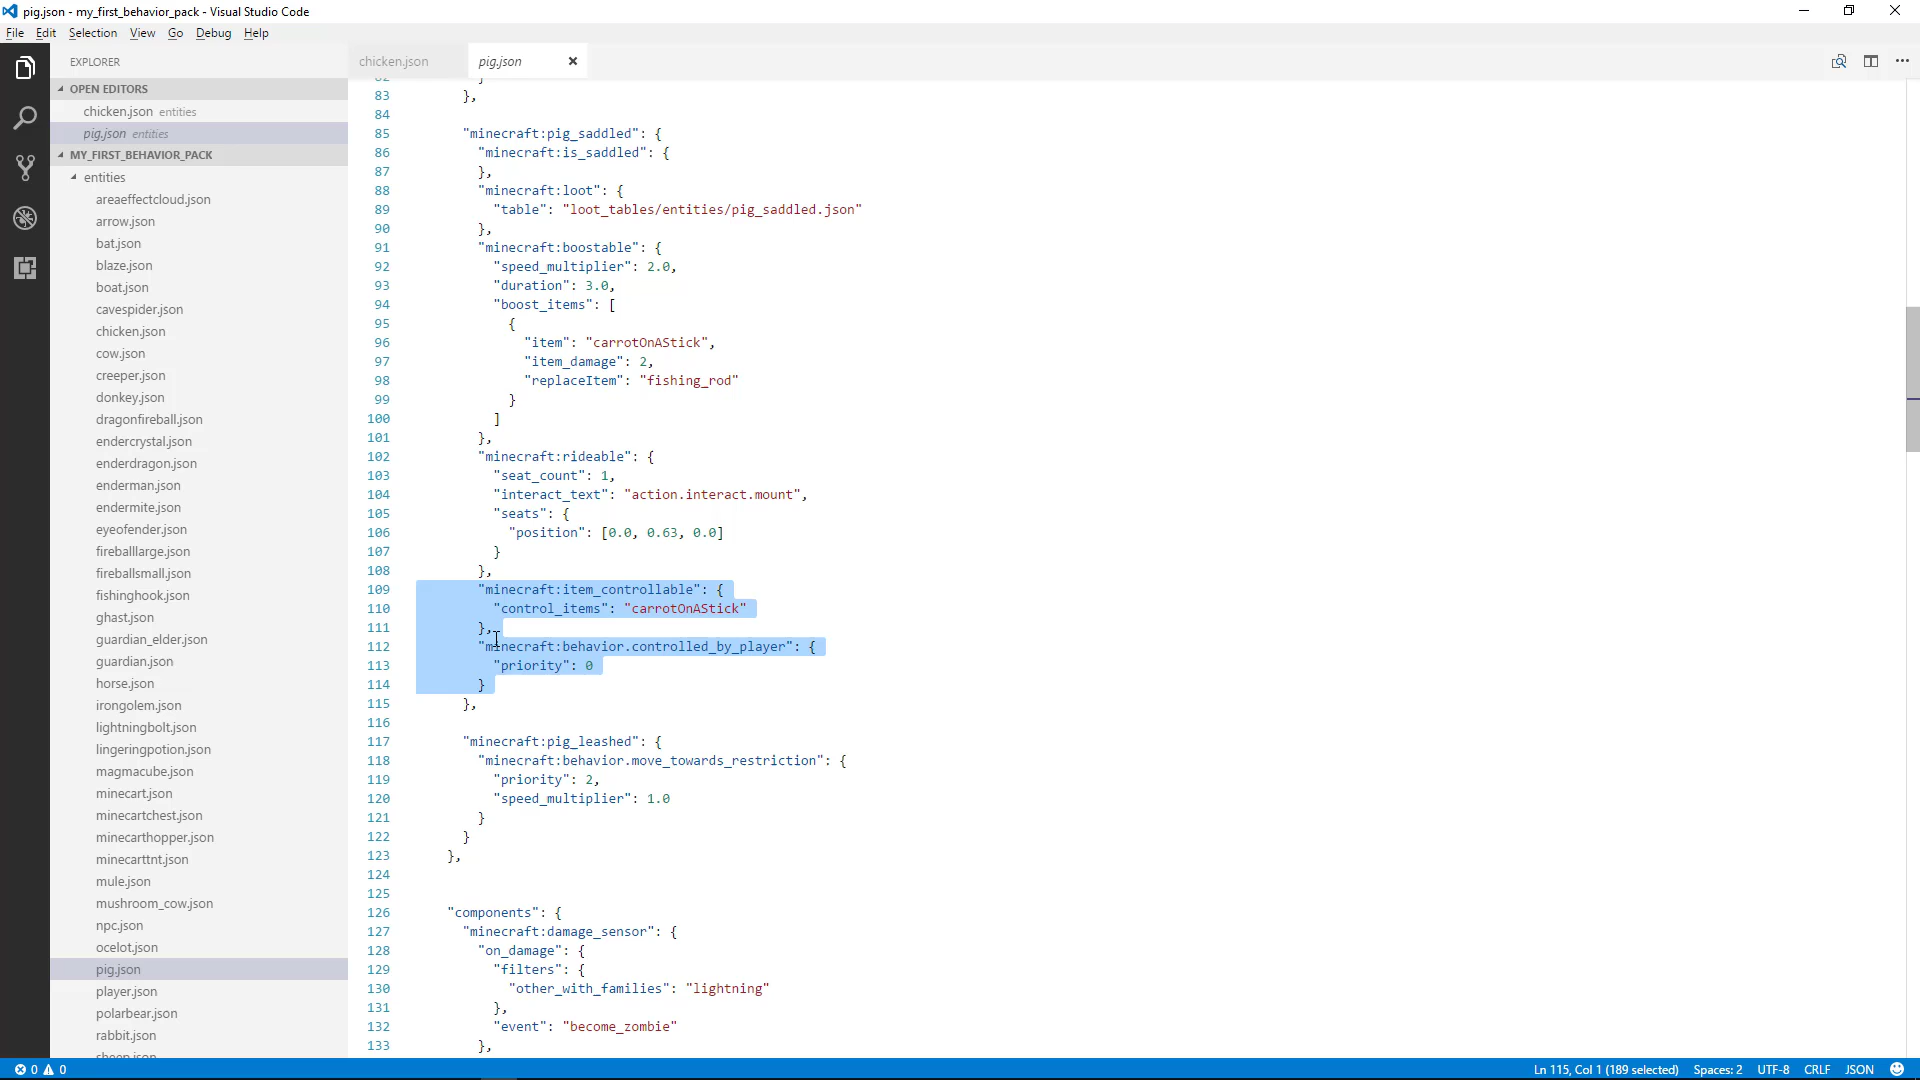 pig.json - my_first_behavior_pack - Visual Studio Code
File Edit Selection View Go Debug Help
EXPLORER
OPEN EDITORS
chicken.json entities
pig.json entities
MY_FIRST_BEHAVIOR_PACK
entities
areaeffectcloud.json
arrow.json
bat.json
blaze.json
boat.json
cavespider.json
chicken.json
cow.json
creeper.json
donkey.json
dragonfireball.json
endercrystal.json
enderdragon.json
enderman.json
endermite.json
eyeofender.json
fireballlarge.json
fireballsmall.json
fishinghook.json
ghast.json
guardian_elder.json
guardian.json
horse.json
irongolem.json
lightningbolt.json
lingeringpotion.json
magmacube.json
minecart.json
minecartchest.json
minecarthopper.json
minecarttnt.json
mule.json
mushroom_cow.json
npc.json
ocelot.json
pig.json
player.json
polarbear.json
rabbit.json
sheep.json
chicken.json pig.json
82 }
83 },
84
85 "minecraft:pig_saddled": {
86 "minecraft:is_saddled": {
87 },
88 "minecraft:loot": {
89 "table": "loot_tables/entities/pig_saddled.json"
90 },
91 "minecraft:boostable": {
92 "speed_multiplier": 2.0,
93 "duration": 3.0,
94 "boost_items": [
95 {
96 "item": "carrotOnAStick",
97 "item_damage": 2,
98 "replaceItem": "fishing_rod"
99 }
100 ]
101 },
102 "minecraft:rideable": {
103 "seat_count": 1,
104 "interact_text": "action.interact.mount",
105 "seats": {
106 "position": [0.0, 0.63, 0.0]
107 }
108 },
109 "minecraft:item_controllable": {
110 "control_items": "carrotOnAStick"
111 },
112 "minecraft:behavior.controlled_by_player": {
113 "priority": 0
114 }
115 },
116
117 "minecraft:pig_leashed": {
118 "minecraft:behavior.move_towards_restriction": {
119 "priority": 2,
120 "speed_multiplier": 1.0
121 }
122 }
123 },
124
125
126 "components": {
127 "minecraft:damage_sensor": {
128 "on_damage": {
129 "filters": {
130 "other_with_families": "lightning"
131 },
132 "event": "become_zombie"
133 },
0 0 Ln 115, Col 1 (189 selected) Spaces: 2 UTF-8 CRLF JSON